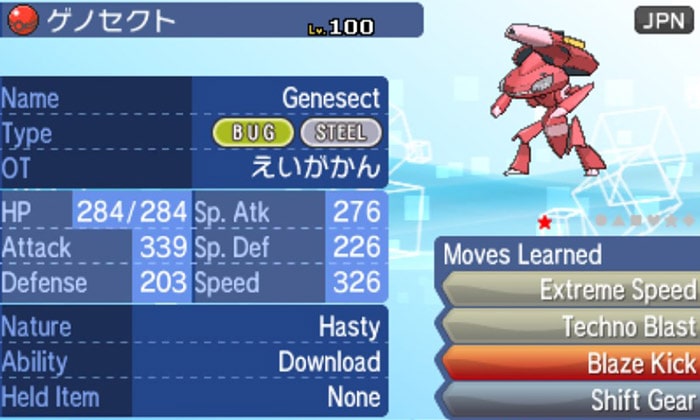 ゲノセクト Lv.100 JPN
Name Genesect
Type BUG STEEL
OT えいがかん
HP 284/284 Sp. Atk 276
Attack 339 Sp. Def 226
Defense 203 Speed 326
Nature Hasty
Ability Download
Held Item None
Moves Learned
Extreme Speed
Techno Blast
Blaze Kick
Shift Gear